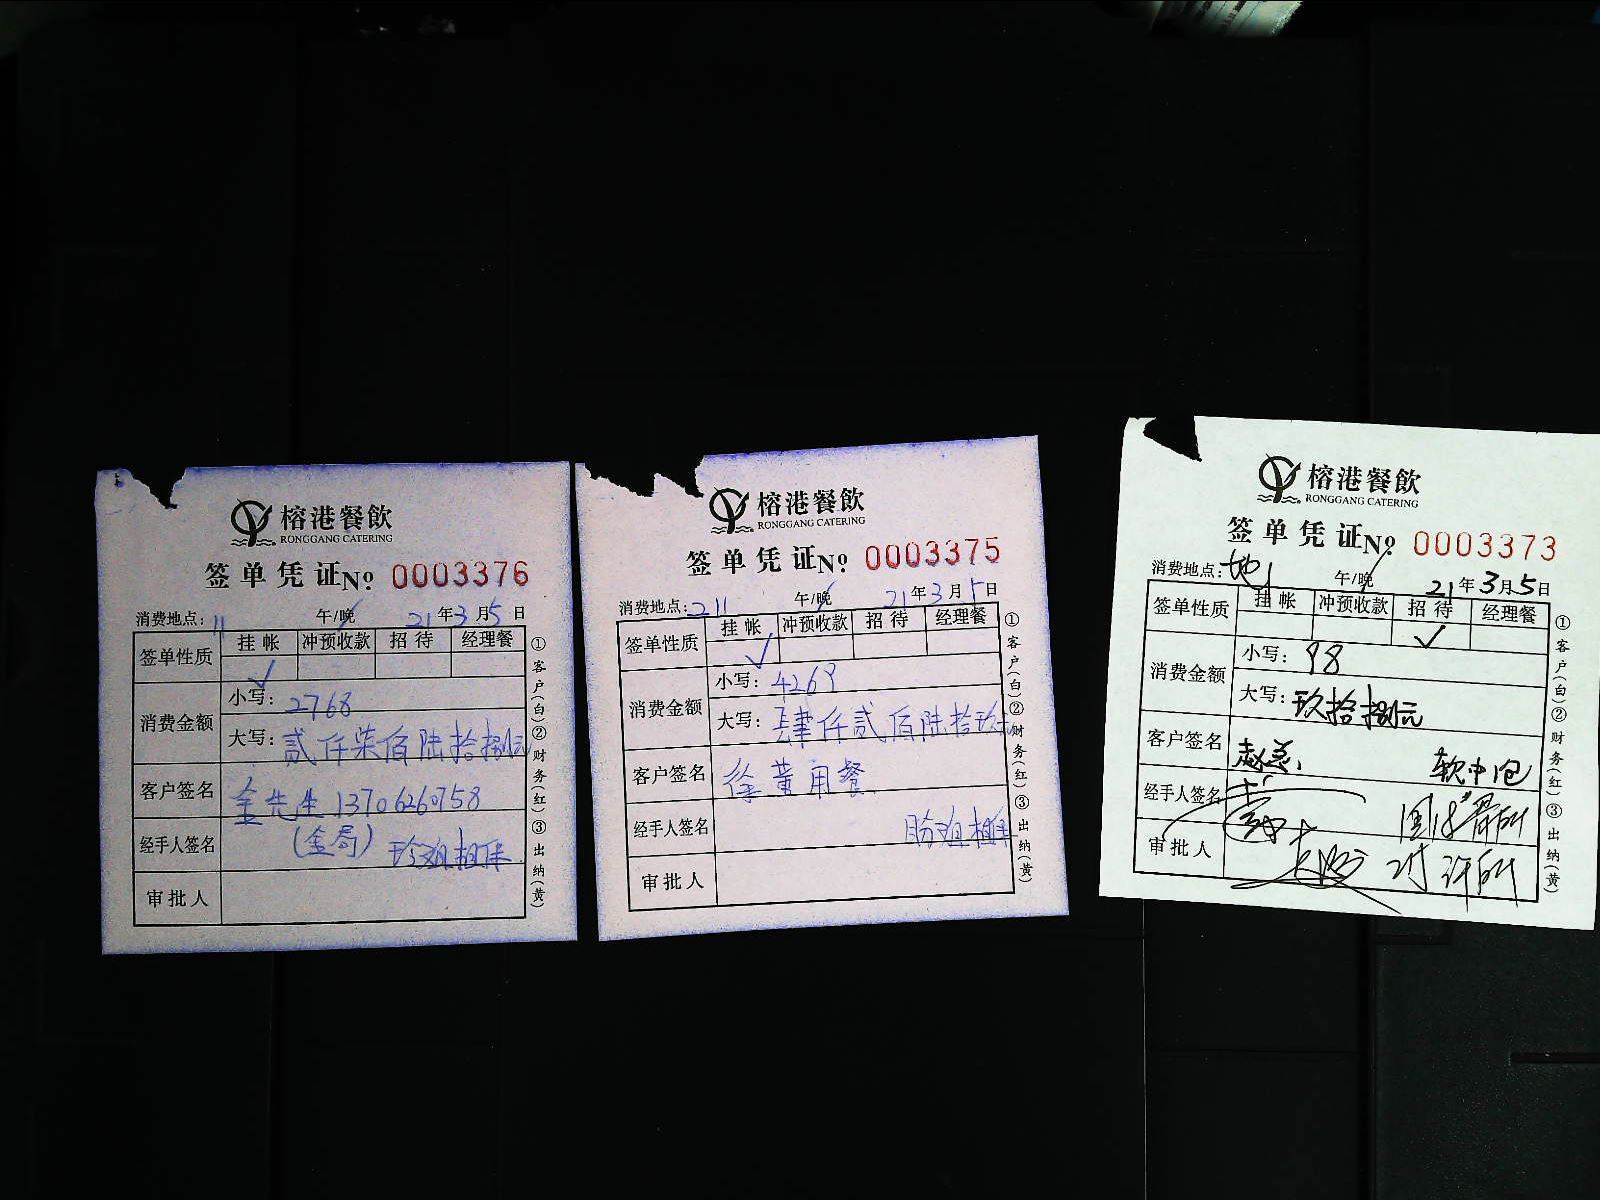 榕港餐飲
RONGGANG CATERING
签单凭证No. 0003376
消费地点: 11 午/晚 21年3月5日
签单性质 挂帐 冲预收款 招待 经理餐
✓
消费金额
小写: 2768
大写: 贰仟柒佰陆拾捌元
客户签名 金先生 13706260758
经手人签名 (金局)
审批人
①客户(白)②财务(红)③出纳(黄)
榕港餐飲
RONGGANG CATERING
签单凭证No. 0003375
消费地点: 211 午/晚 21年3月5日
签单性质 挂帐 冲预收款 招待 经理餐
✓
消费金额
小写: 4269
大写: 肆仟贰佰陆拾玖元
客户签名 徐黄用餐
经手人签名
审批人
①客户(白)②财务(红)③出纳(黄)
榕港餐飲
RONGGANG CATERING
签单凭证No. 0003373
消费地点: 地1 午/晚 21年3月5日
签单性质 挂帐 冲预收款 招待 经理餐
✓
消费金额
小写: 98
大写: 玖拾捌元
客户签名 软中包
经手人签名
审批人
①客户(白)②财务(红)③出纳(黄)